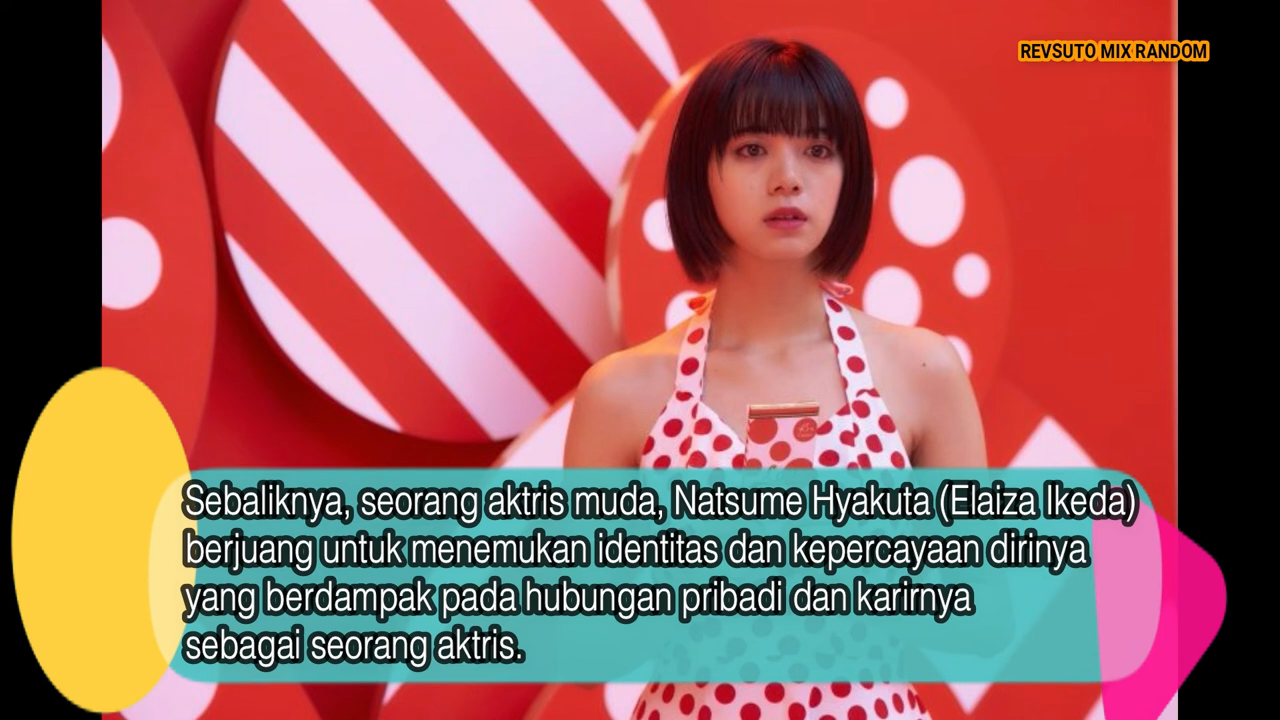 REVSUTO MIX RANDOM
Sebaliknya, seorang aktris muda, Natsume Hyakuta (Elaiza Ikeda)
berjuang untuk menemukan identitas dan kepercayaan dirinya
yang berdampak pada hubungan pribadi dan karirnya
sebagai seorang aktris.